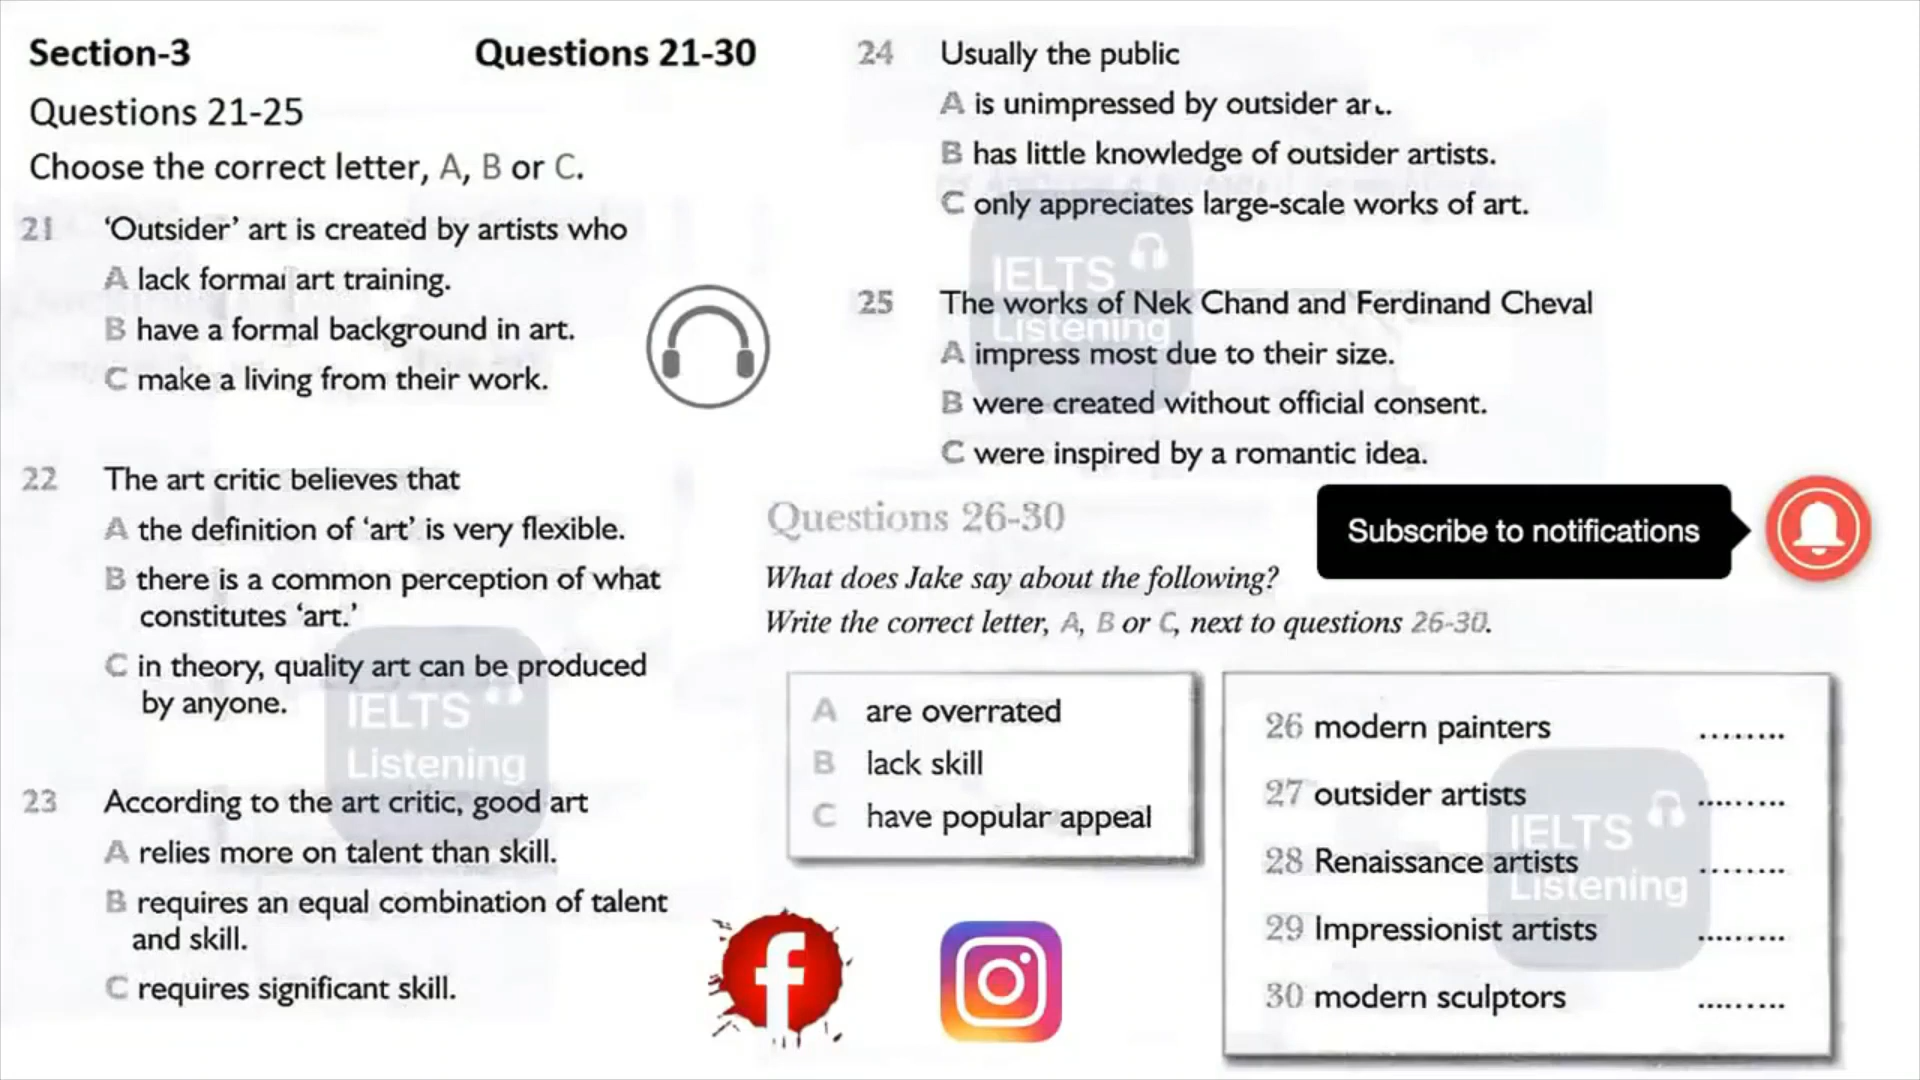 Section-3 Questions 21-30
Questions 21-25
Choose the correct letter, A, B or C.
21 ‘Outsider’ art is created by artists who
A lack formal art training.
B have a formal background in art.
C make a living from their work.
22 The art critic believes that
A the definition of ‘art’ is very flexible.
B there is a common perception of what
constitutes ‘art.’
C in theory, quality art can be produced
by anyone.
23 According to the art critic, good art
A relies more on talent than skill.
B requires an equal combination of talent
and skill.
C requires significant skill.
24 Usually the public
A is unimpressed by outsider art.
B has little knowledge of outsider artists.
C only appreciates large-scale works of art.
25 The works of Nek Chand and Ferdinand Cheval
A impress most due to their size.
B were created without official consent.
C were inspired by a romantic idea.
Questions 26-30
Subscribe to notifications
What does Jake say about the following?
Write the correct letter, A, B or C, next to questions 26-30.
A are overrated
B lack skill
C have popular appeal
26 modern painters ........
27 outsider artists .........
28 Renaissance artists ........
29 Impressionist artists .........
30 modern sculptors .........
IELTS
Listening
IELTS
Listening
IELTS
Listening